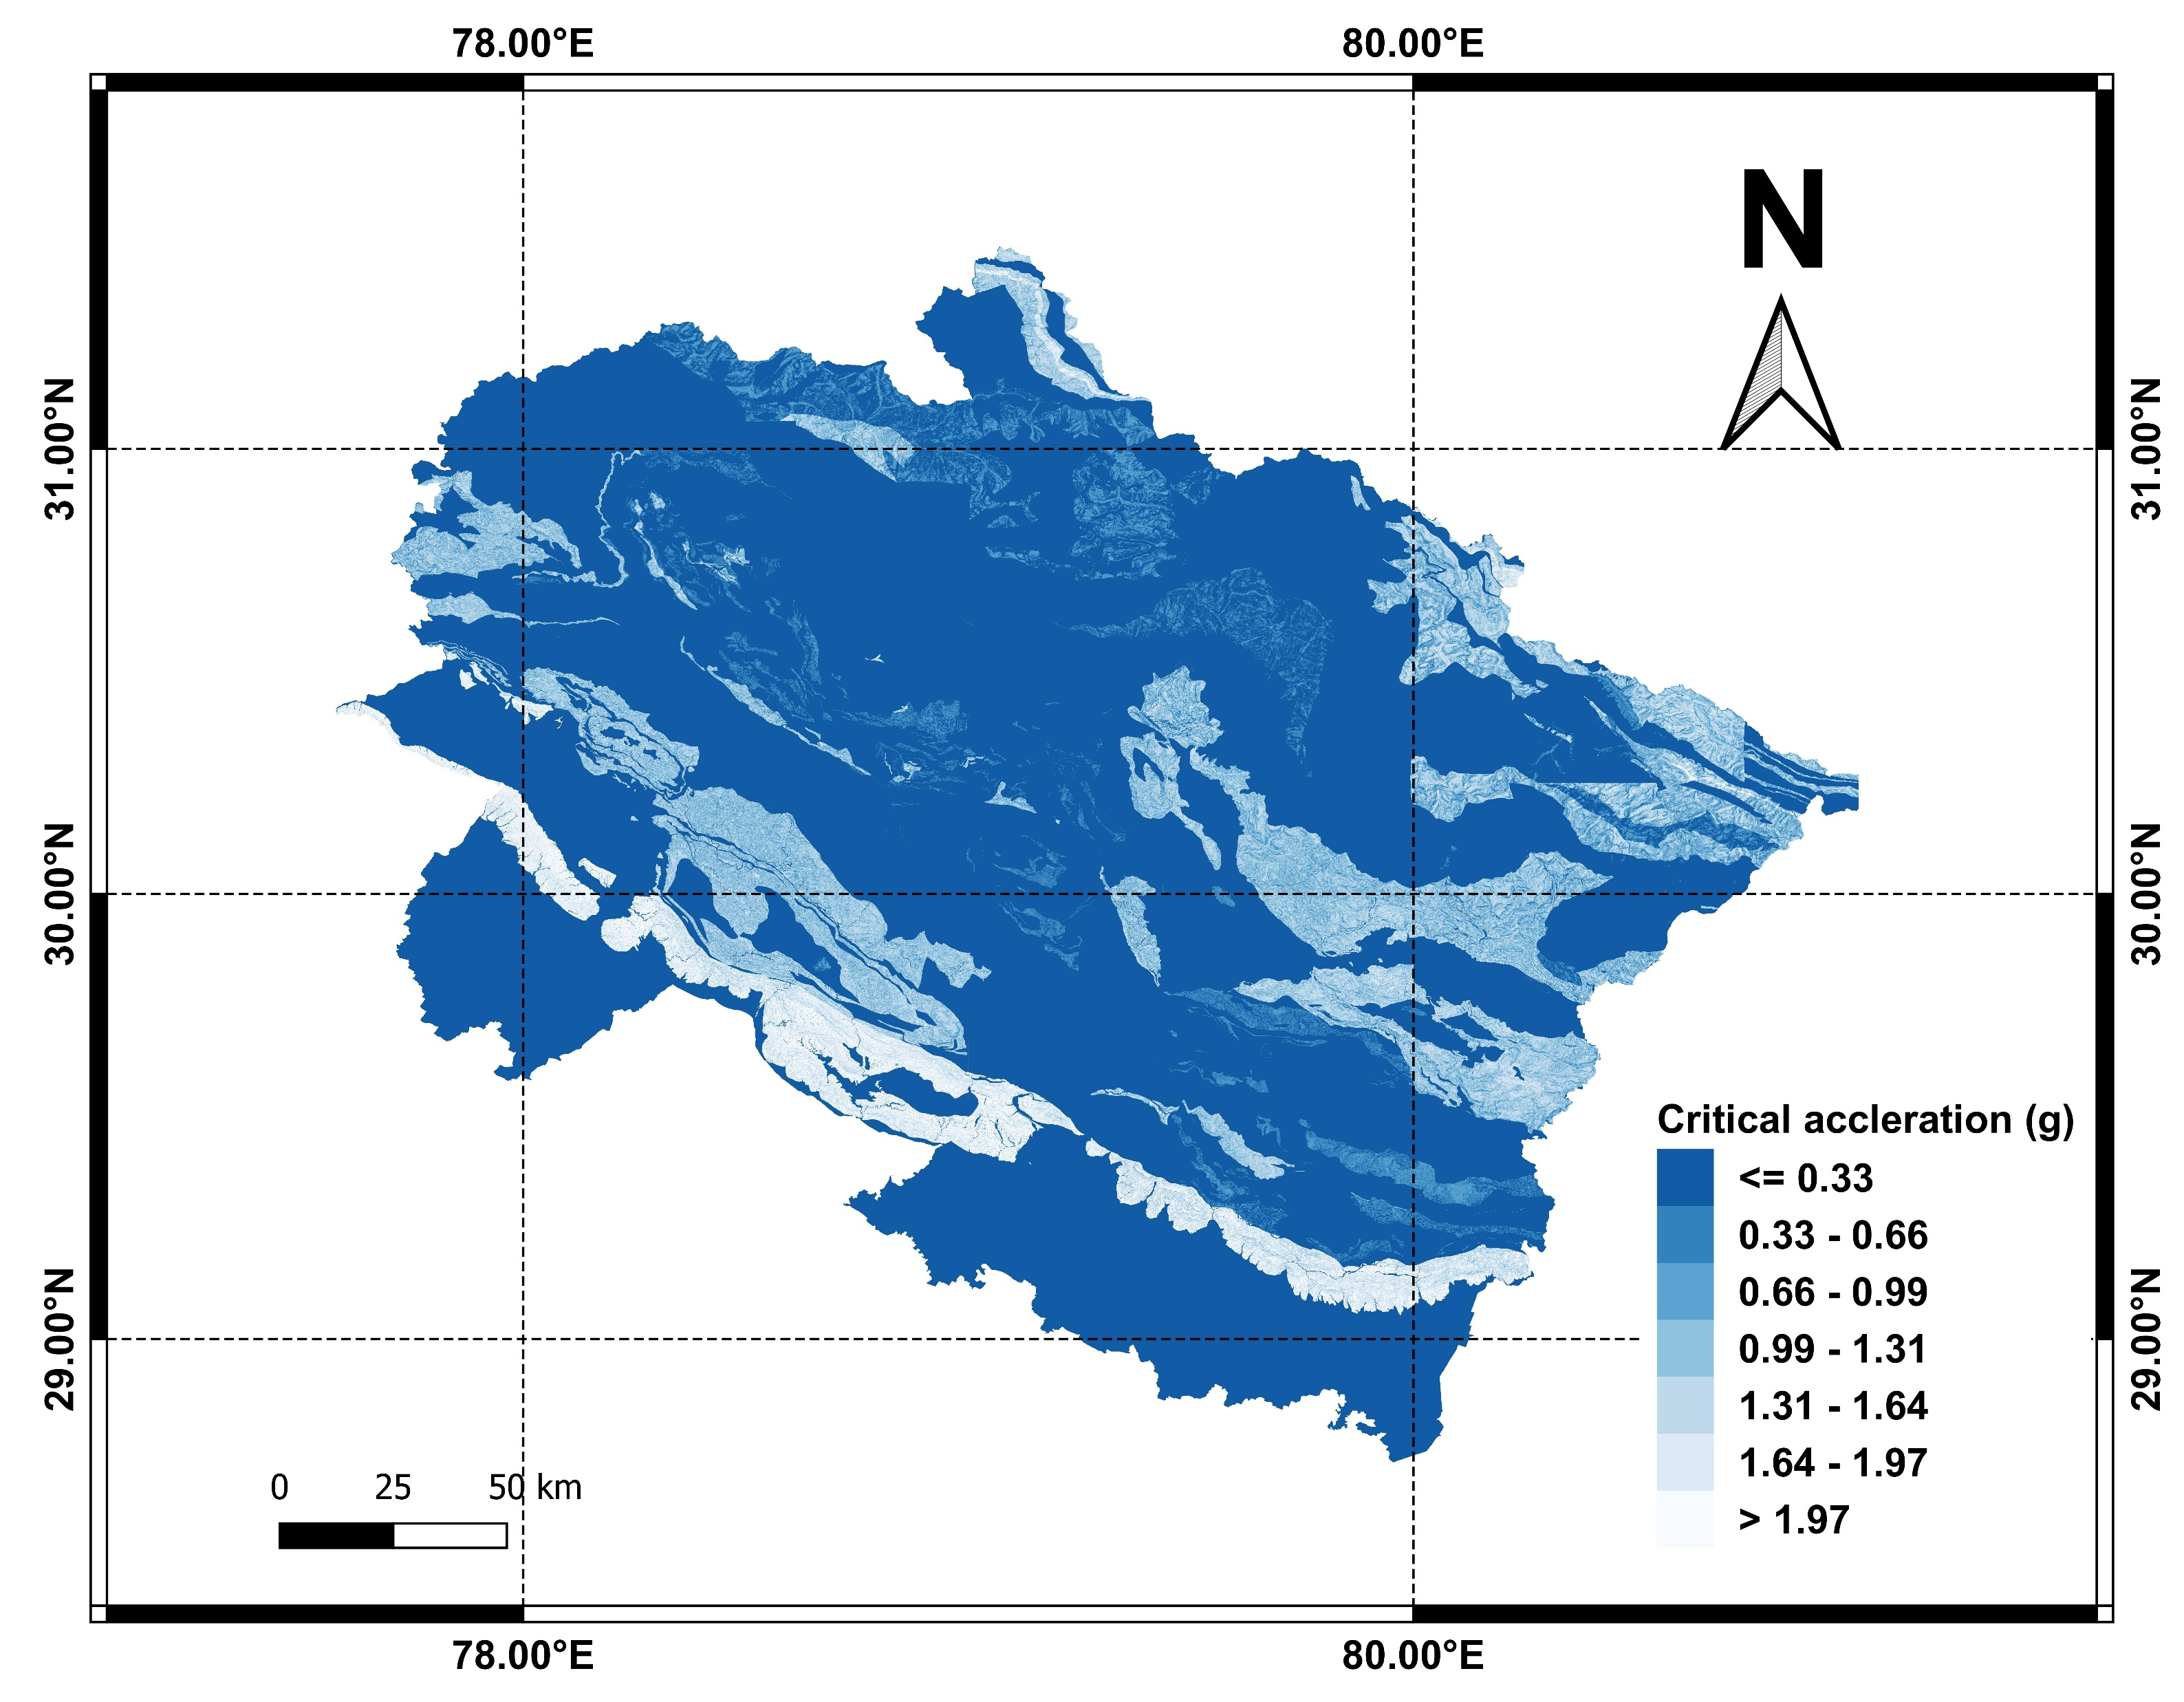 78.00°E 80.00°E
N
31.00°N 31.00°N
30.00°N 30.00°N
29.00°N 29.00°N
Critical accleration (g)
<= 0.33
0.33 - 0.66
0.66 - 0.99
0.99 - 1.31
1.31 - 1.64
1.64 - 1.97
> 1.97
0 25 50 km
78.00°E 80.00°E